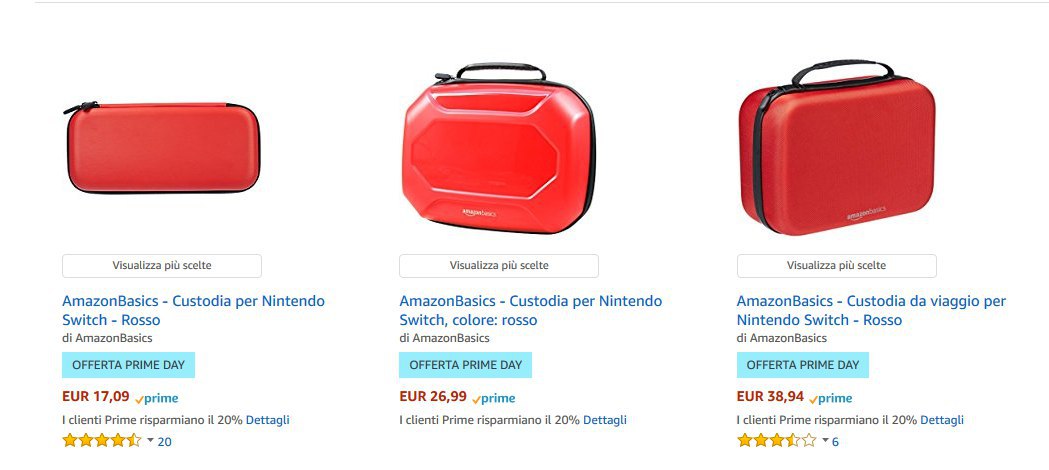 amazonbasics
amazonbasics
Visualizza più scelte
AmazonBasics - Custodia per Nintendo
Switch - Rosso
di AmazonBasics
OFFERTA PRIME DAY
EUR 17,09 prime
I clienti Prime risparmiano il 20% Dettagli
20
Visualizza più scelte
AmazonBasics - Custodia per Nintendo
Switch, colore: rosso
di AmazonBasics
OFFERTA PRIME DAY
EUR 26,99 prime
I clienti Prime risparmiano il 20% Dettagli
Visualizza più scelte
AmazonBasics - Custodia da viaggio per
Nintendo Switch - Rosso
di AmazonBasics
OFFERTA PRIME DAY
EUR 38,94 prime
I clienti Prime risparmiano il 20% Dettagli
6